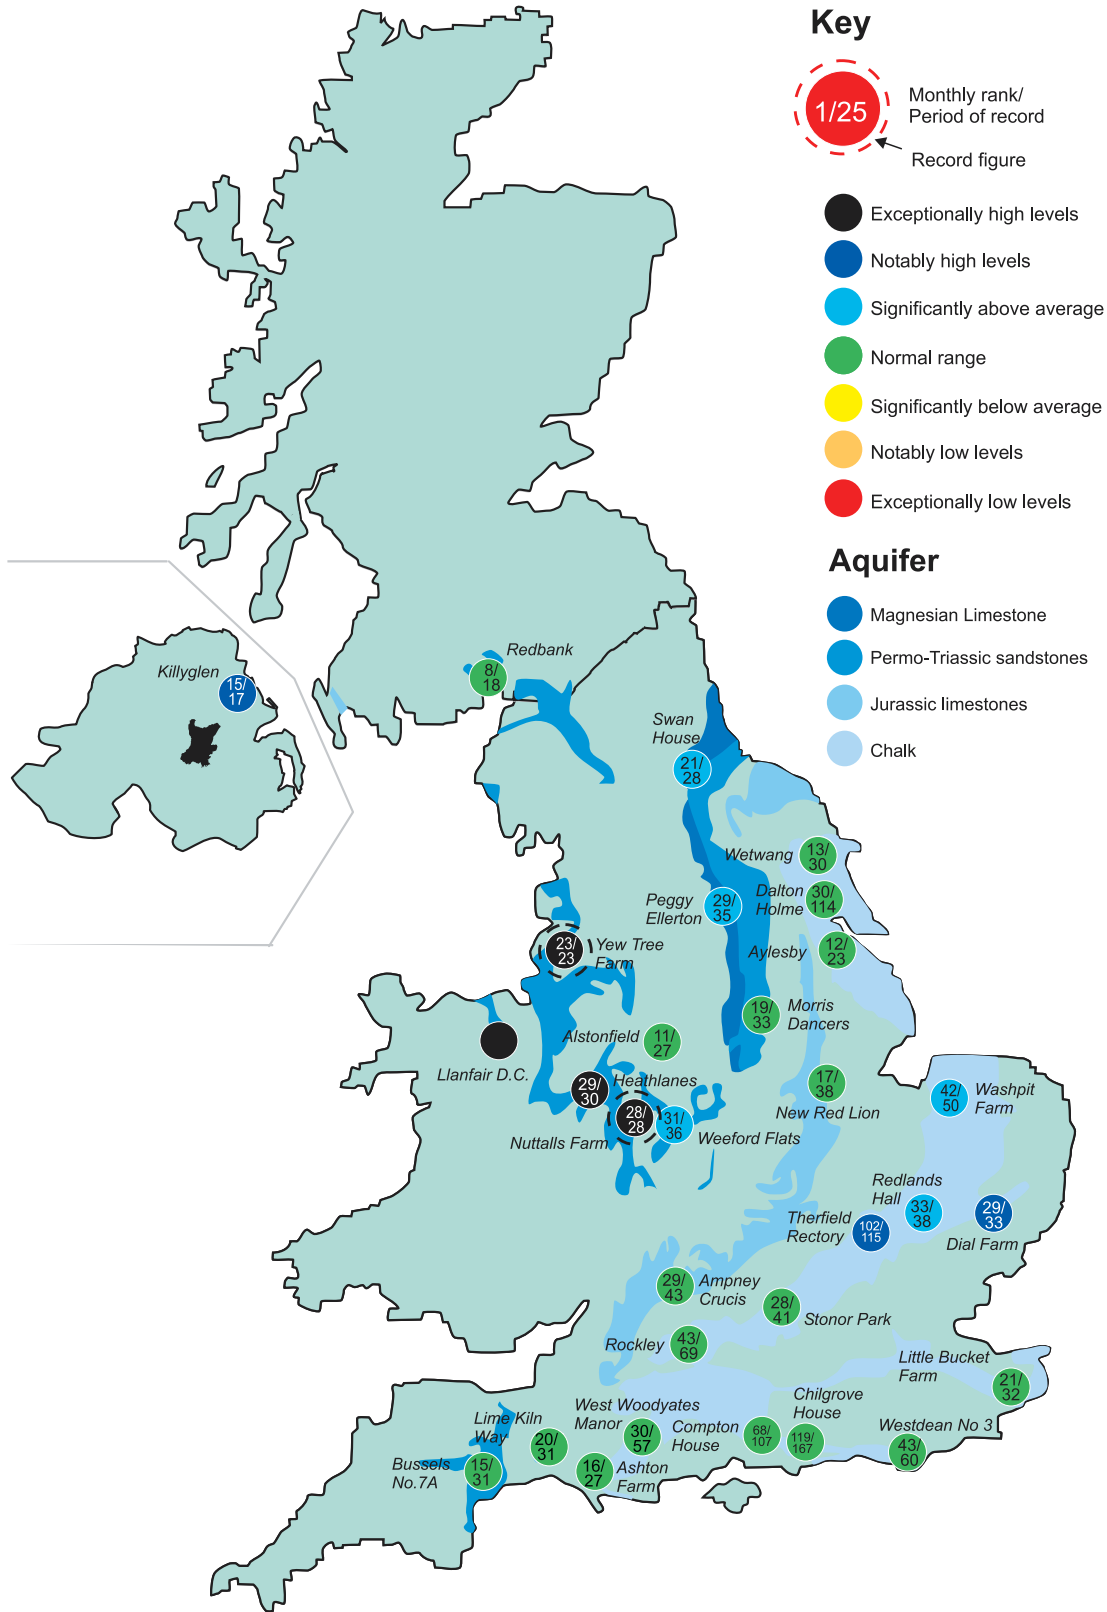 Key
1/25
Monthly rank/
Period of record
Record figure
Exceptionally high levels
Notably high levels
Significantly above average
Normal range
Significantly below average
Notably low levels
Exceptionally low levels
Aquifer
Magnesian Limestone
Permo-Triassic sandstones
Jurassic limestones
Chalk
Redbank
8/
18
Killyglen
15/
17
Swan
House
21/
28
Wetwang
13/
30
Peggy
Ellerton
29/
35
Dalton
Holme
30/
114
Yew Tree
Farm
23/
23
Aylesby
12/
23
Morris
Dancers
19/
33
Alstonfield
11/
27
Llanfair D.C.
Heathlanes
29/
30
New Red Lion
17/
38
Washpit
Farm
42/
50
Nuttalls Farm
28/
28
Weeford Flats
31/
36
Redlands
Hall
33/
38
Therfield
Rectory
102/
115
Dial Farm
29/
33
Ampney
Crucis
29/
43
Stonor Park
28/
41
Rockley
43/
69
Little Bucket
Farm
21/
32
Chilgrove
House
119/
167
West Woodyates
Manor
30/
57
Compton
House
68/
107
Westdean No 3
43/
60
Lime Kiln
Way
20/
31
Bussels
No.7A
15/
31
Ashton
Farm
16/
27